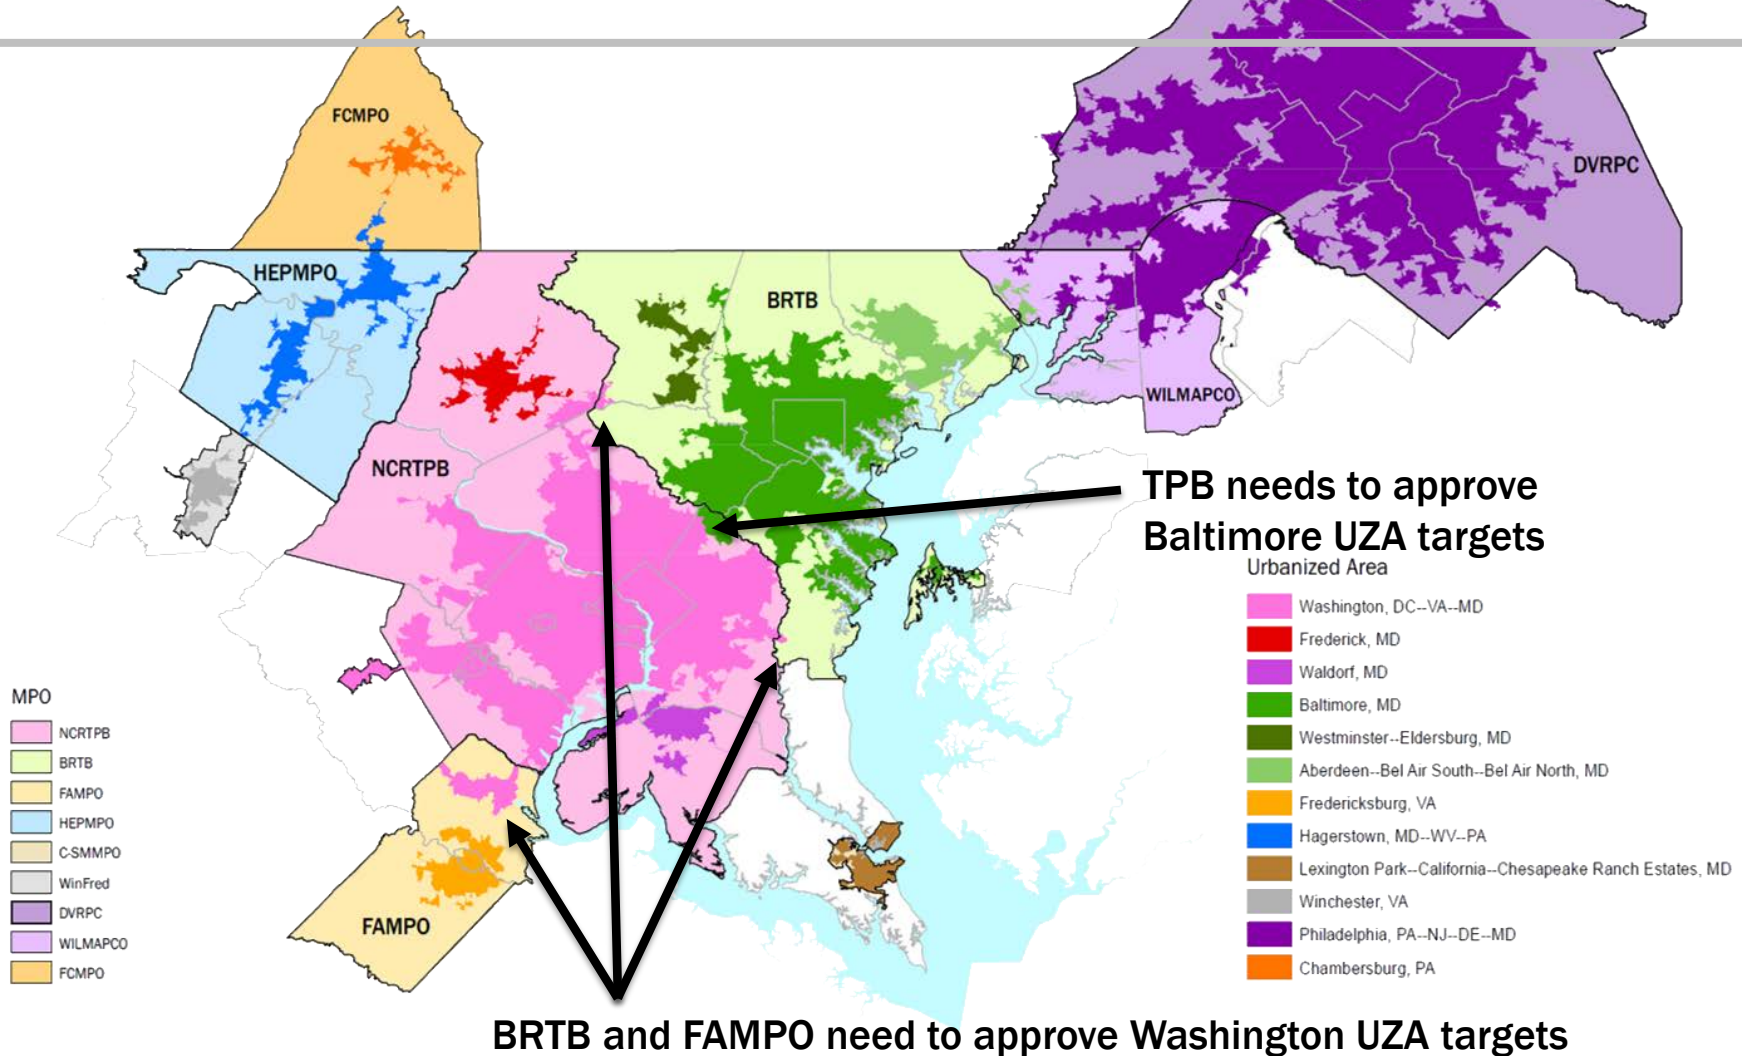 FCMPO
DVRPC
HEPMPO
BRTB
WILMAPCO
NCRTPB
TPB needs to approve
Baltimore UZA targets
Urbanized Area
Washington, DC--VA--MD
Frederick, MD
Waldorf, MD
Baltimore, MD
Westminster--Eldersburg, MD
Aberdeen--Bel Air South--Bel Air North, MD
Fredericksburg, VA
Hagerstown, MD--WV--PA
Lexington Park--California--Chesapeake Ranch Estates, MD
Winchester, VA
Philadelphia, PA--NJ--DE--MD
Chambersburg, PA
MPO
NCRTPB
BRTB
FAMPO
HEPMPO
C-SMMPO
WinFred
DVRPC
WILMAPCO
FCMPO
FAMPO
BRTB and FAMPO need to approve Washington UZA targets